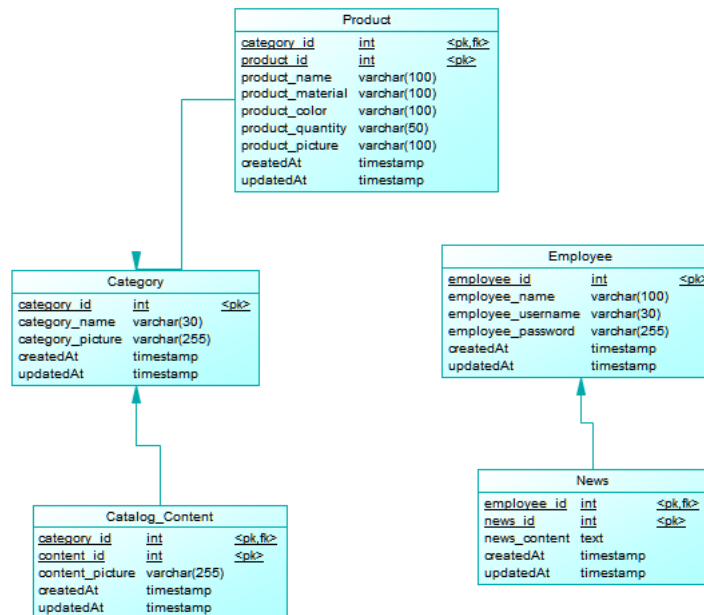 Product
category_id int <pk,fk>
product_id int <pk>
product_name varchar(100)
product_material varchar(100)
product_color varchar(100)
product_quantity varchar(50)
product_picture varchar(100)
createdAt timestamp
updatedAt timestamp
Category
category_id int <pk>
category_name varchar(30)
category_picture varchar(255)
createdAt timestamp
updatedAt timestamp
Employee
employee_id int <pk>
employee_name varchar(100)
employee_username varchar(30)
employee_password varchar(255)
createdAt timestamp
updatedAt timestamp
Catalog_Content
category_id int <pk,fk>
content_id int <pk>
content_picture varchar(255)
createdAt timestamp
updatedAt timestamp
News
employee_id int <pk,fk>
news_id int <pk>
news_content text
createdAt timestamp
updatedAt timestamp